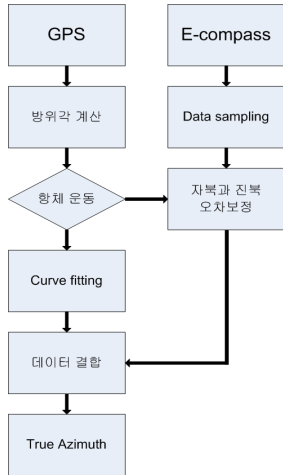 GPS
E-compass
방위각 계산
Data sampling
항체 운동
자북과 진북
오차보정
Curve fitting
데이터 결합
True Azimuth